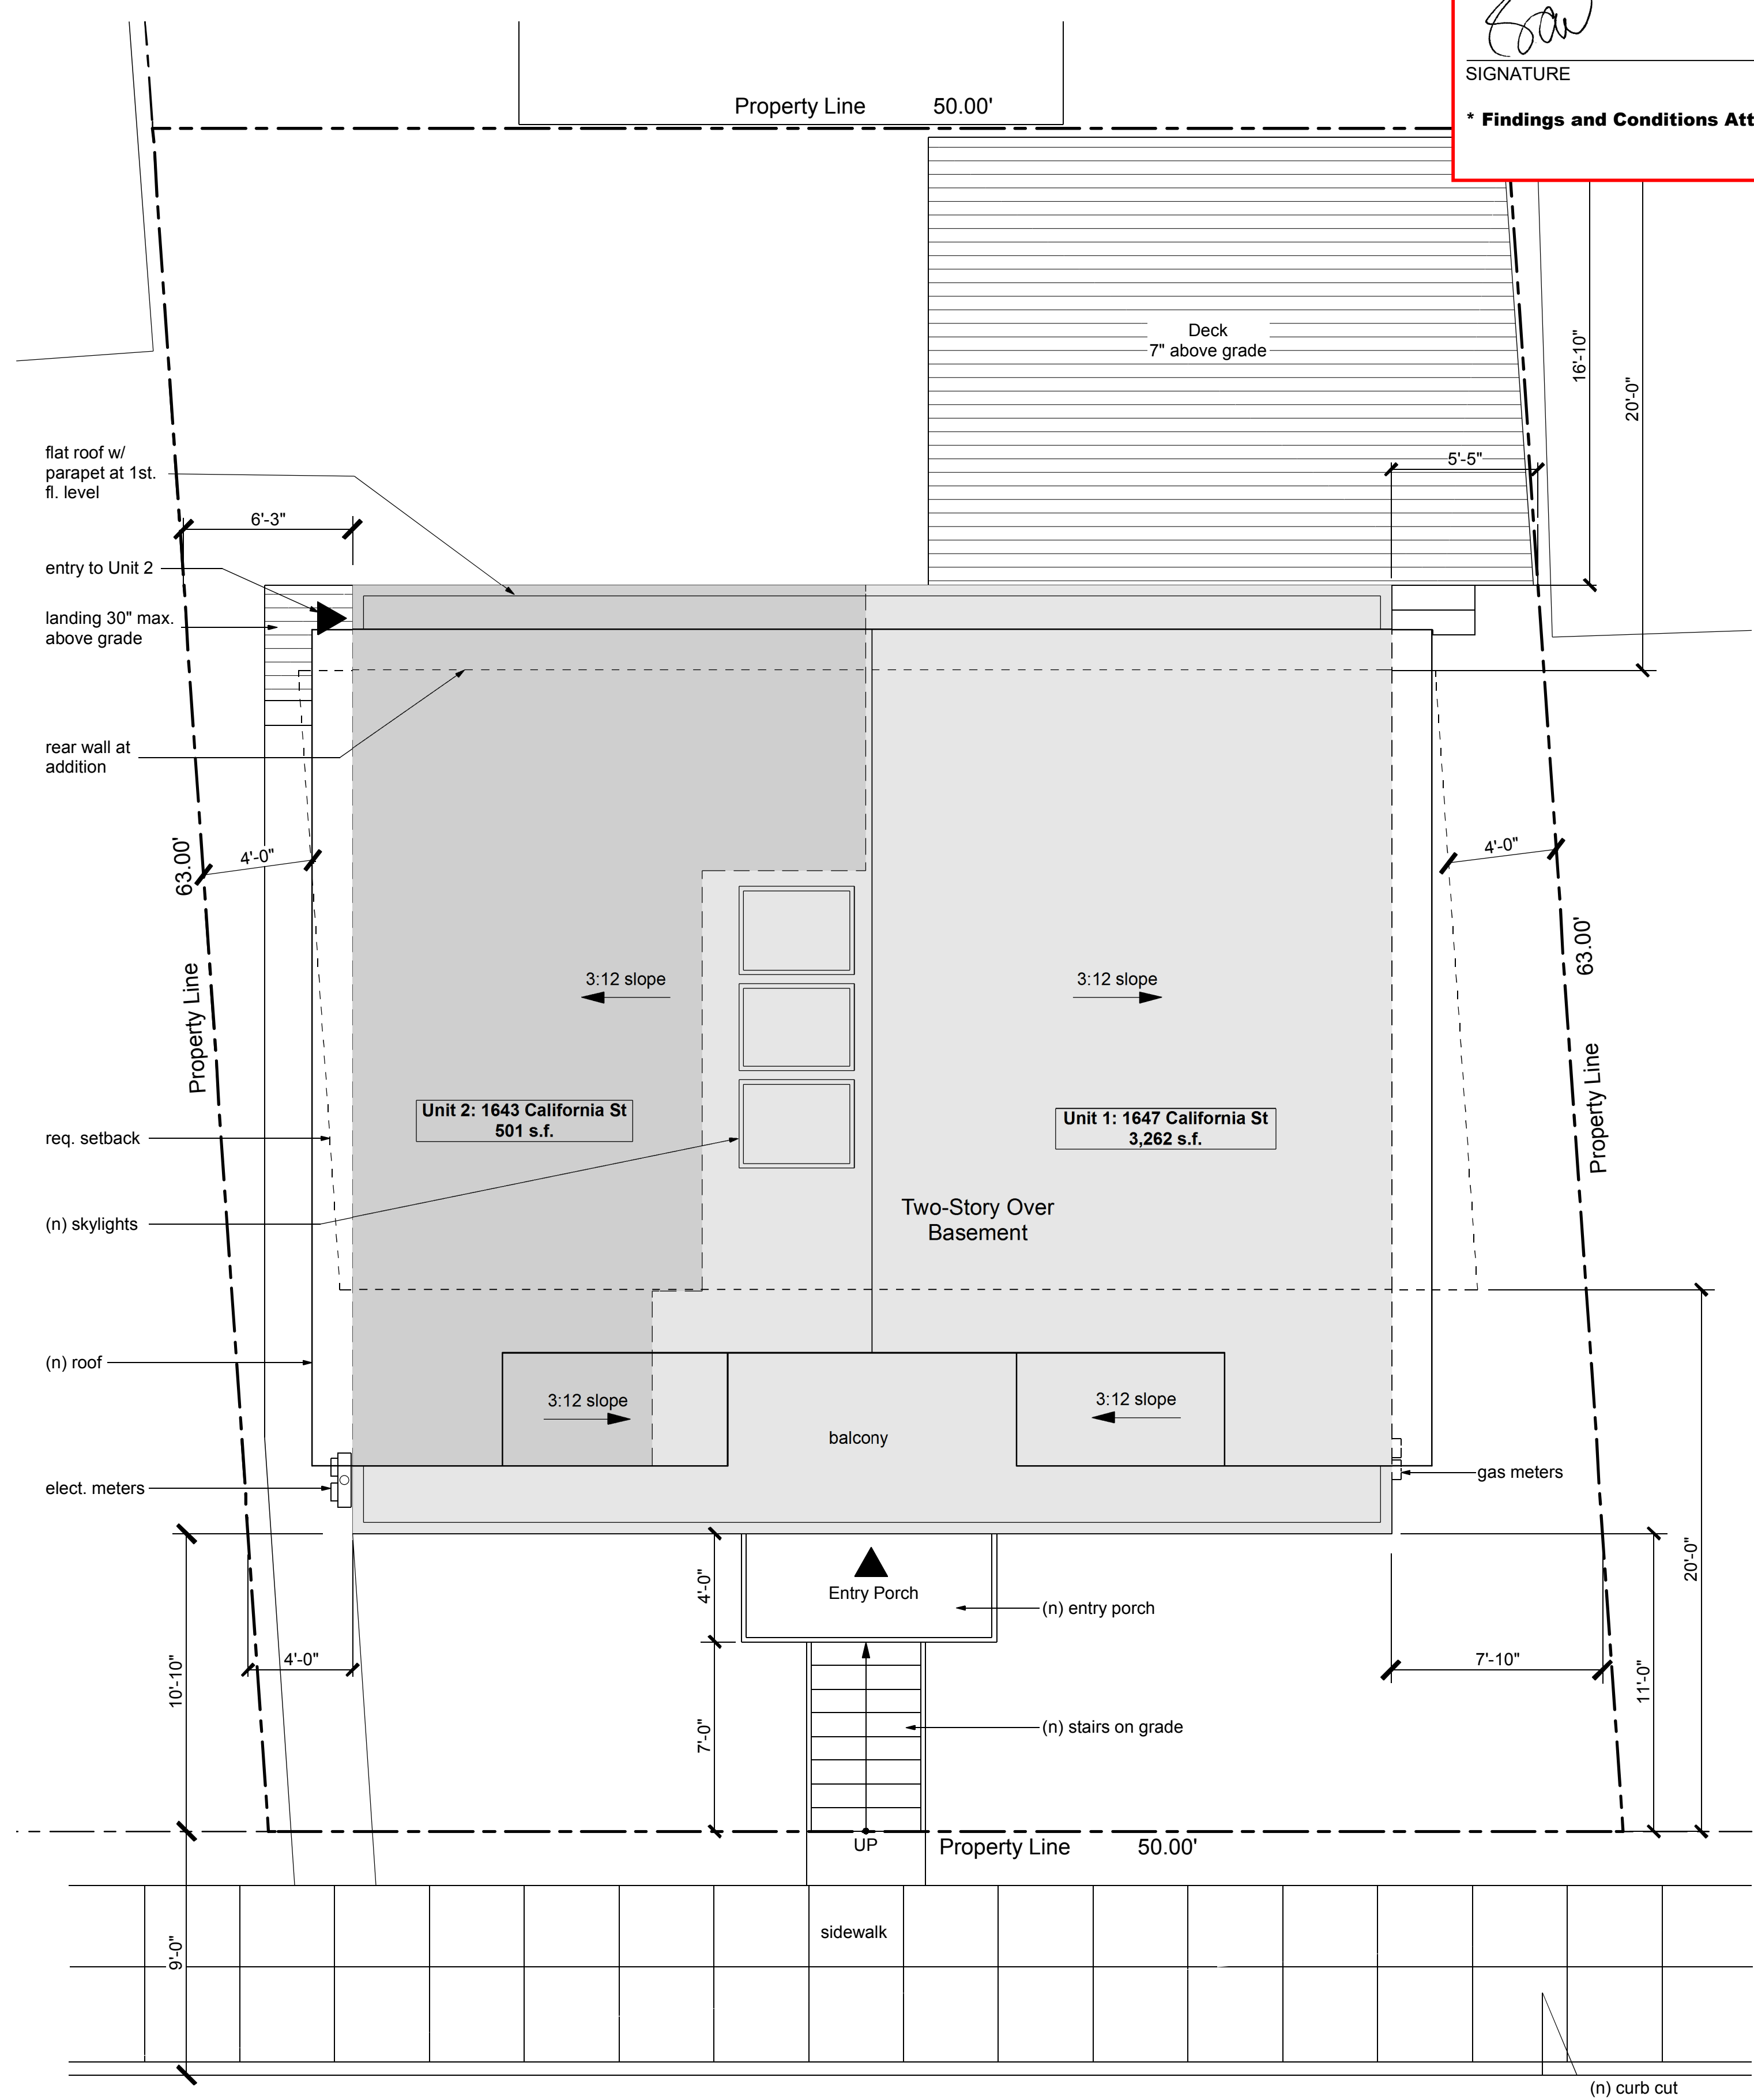 SIGNATURE
* Findings and Conditions Att
Property Line 50.00'
Deck
7" above grade
16'-10"
20'-0"
5'-5"
flat roof w/
parapet at 1st.
fl. level
6'-3"
entry to Unit 2
landing 30" max.
above grade
rear wall at
addition
63.00'
4'-0"
4'-0"
63.00'
Property Line
3:12 slope
3:12 slope
Property Line
Unit 2: 1643 California St
501 s.f.
Unit 1: 1647 California St
3,262 s.f.
req. setback
(n) skylights
Two-Story Over
Basement
(n) roof
3:12 slope
3:12 slope
balcony
elect. meters
gas meters
4'-0"
Entry Porch
(n) entry porch
20'-0"
10'-10"
4'-0"
7'-10"
11'-0"
7'-0"
(n) stairs on grade
UP
Property Line 50.00'
sidewalk
9'-0"
(n) curb cut